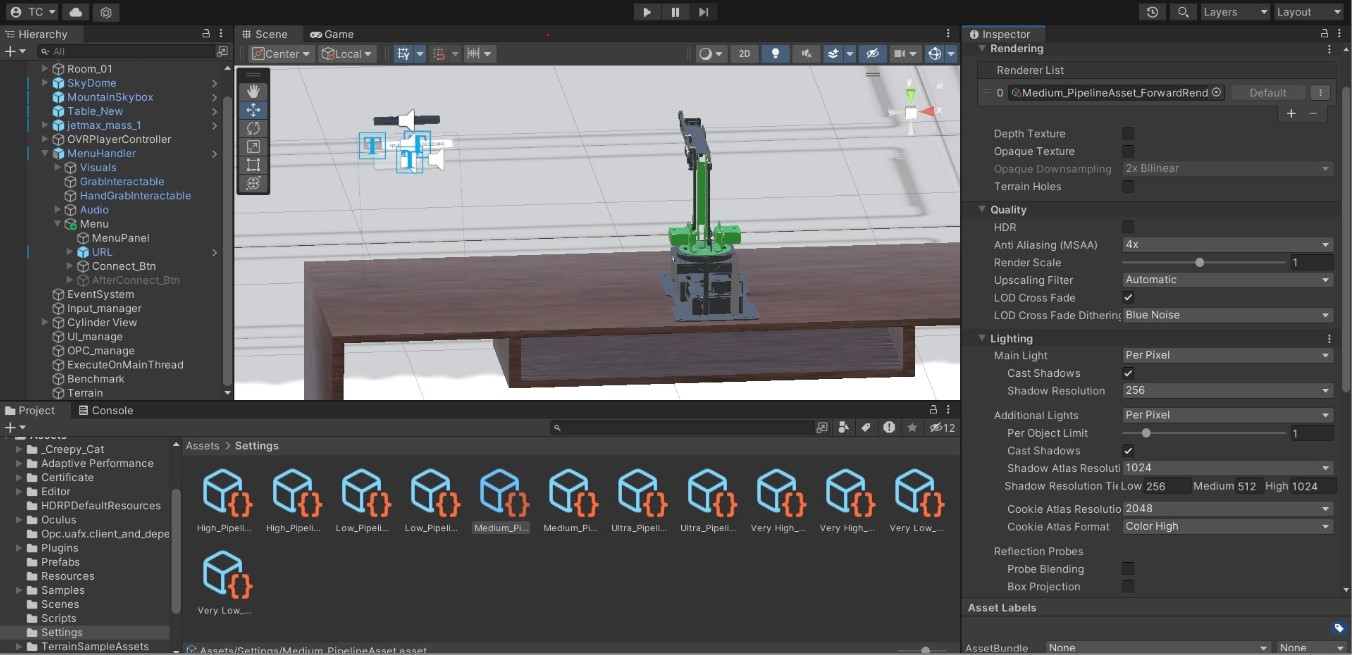 TC
Layers
Layout
Hierarchy
All
Room_01
SkyDome
MountainSkybox
Table_New
jetmax_mass_1
OVRPlayerController
MenuHandler
Visuals
GrabInteractable
HandGrabInteractable
Audio
Menu
MenuPanel
URL
Connect_Btn
AfterConnect_Btn
EventSystem
Input_manager
Cylinder View
UI_manage
OPC_manage
ExecuteOnMainThread
Benchmark
Terrain
Scene
Game
Center
Local
2D
y
x
T
T
T
Project
Console
12
Assets
_Creepy_Cat
Adaptive Performance
Certificate
Editor
HDRPDefaultResources
Oculus
Opc.uafx.client_and_depe
Plugins
Prefabs
Resources
Samples
Scenes
Scripts
Settings
TerrainSampleAssets
Assets > Settings
High_Pipeli...
High_Pipeli...
Low_Pipeli...
Low_Pipeli...
Medium_Pi...
Medium_Pi...
Ultra_Pipeli...
Ultra_Pipeli...
Very High_...
Very High_...
Very Low_...
Very Low_...
Assets/Settings/Medium_PipelineAsset.asset
Inspector
Rendering
Renderer List
0 Medium_PipelineAsset_ForwardRend
Default
Depth Texture
Opaque Texture
Opaque Downsampling 2x Bilinear
Terrain Holes
Quality
HDR
Anti Aliasing (MSAA) 4x
Render Scale 1
Upscaling Filter Automatic
LOD Cross Fade
LOD Cross Fade Dithering Blue Noise
Lighting
Main Light Per Pixel
Cast Shadows
Shadow Resolution 256
Additional Lights Per Pixel
Per Object Limit 1
Cast Shadows
Shadow Atlas Resoluti 1024
Shadow Resolution Tie Low 256 Medium 512 High 1024
Cookie Atlas Resolutio 2048
Cookie Atlas Format Color High
Reflection Probes
Probe Blending
Box Projection
Asset Labels
AssetBundle None None